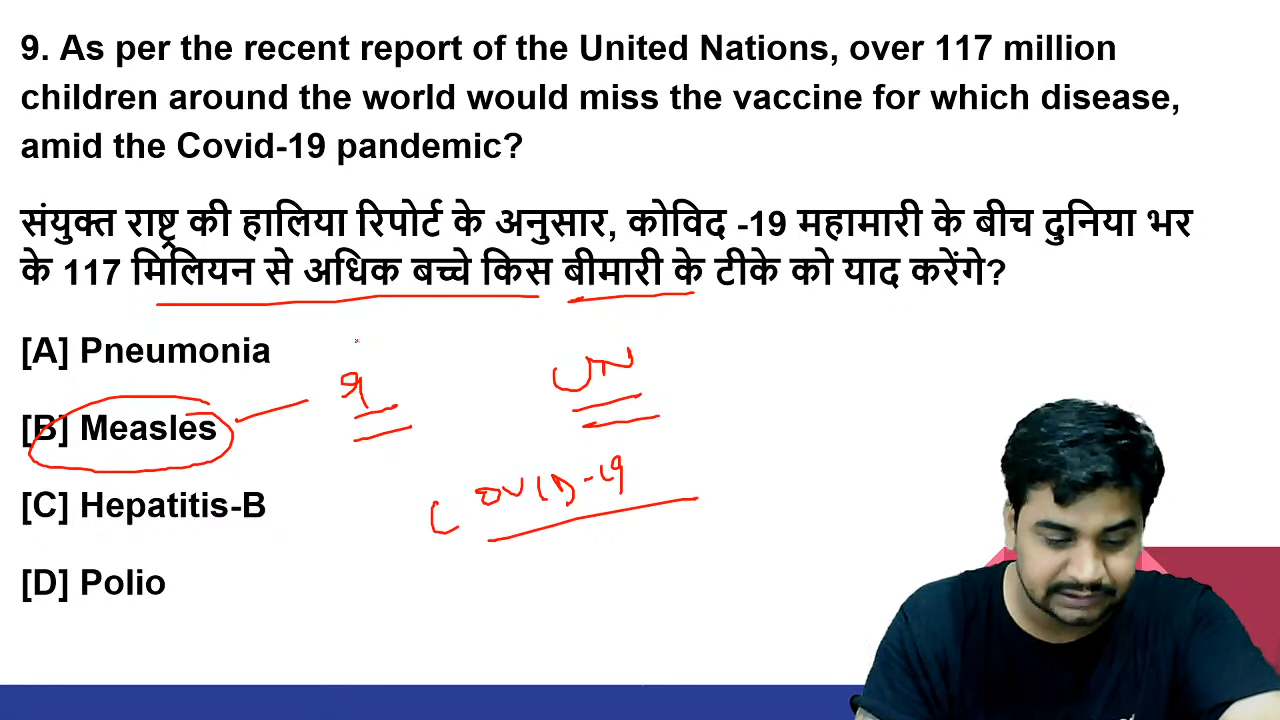 9. As per the recent report of the United Nations, over 117 million
children around the world would miss the vaccine for which disease,
amid the Covid-19 pandemic?
संयुक्त राष्ट्र की हालिया रिपोर्ट के अनुसार, कोविद -19 महामारी के बीच दुनिया भर
के 117 मिलियन से अधिक बच्चे किस बीमारी के टीके को याद करेंगे?
[A] Pneumonia
[B] Measles
[C] Hepatitis-B
[D] Polio
UN
COVID-19